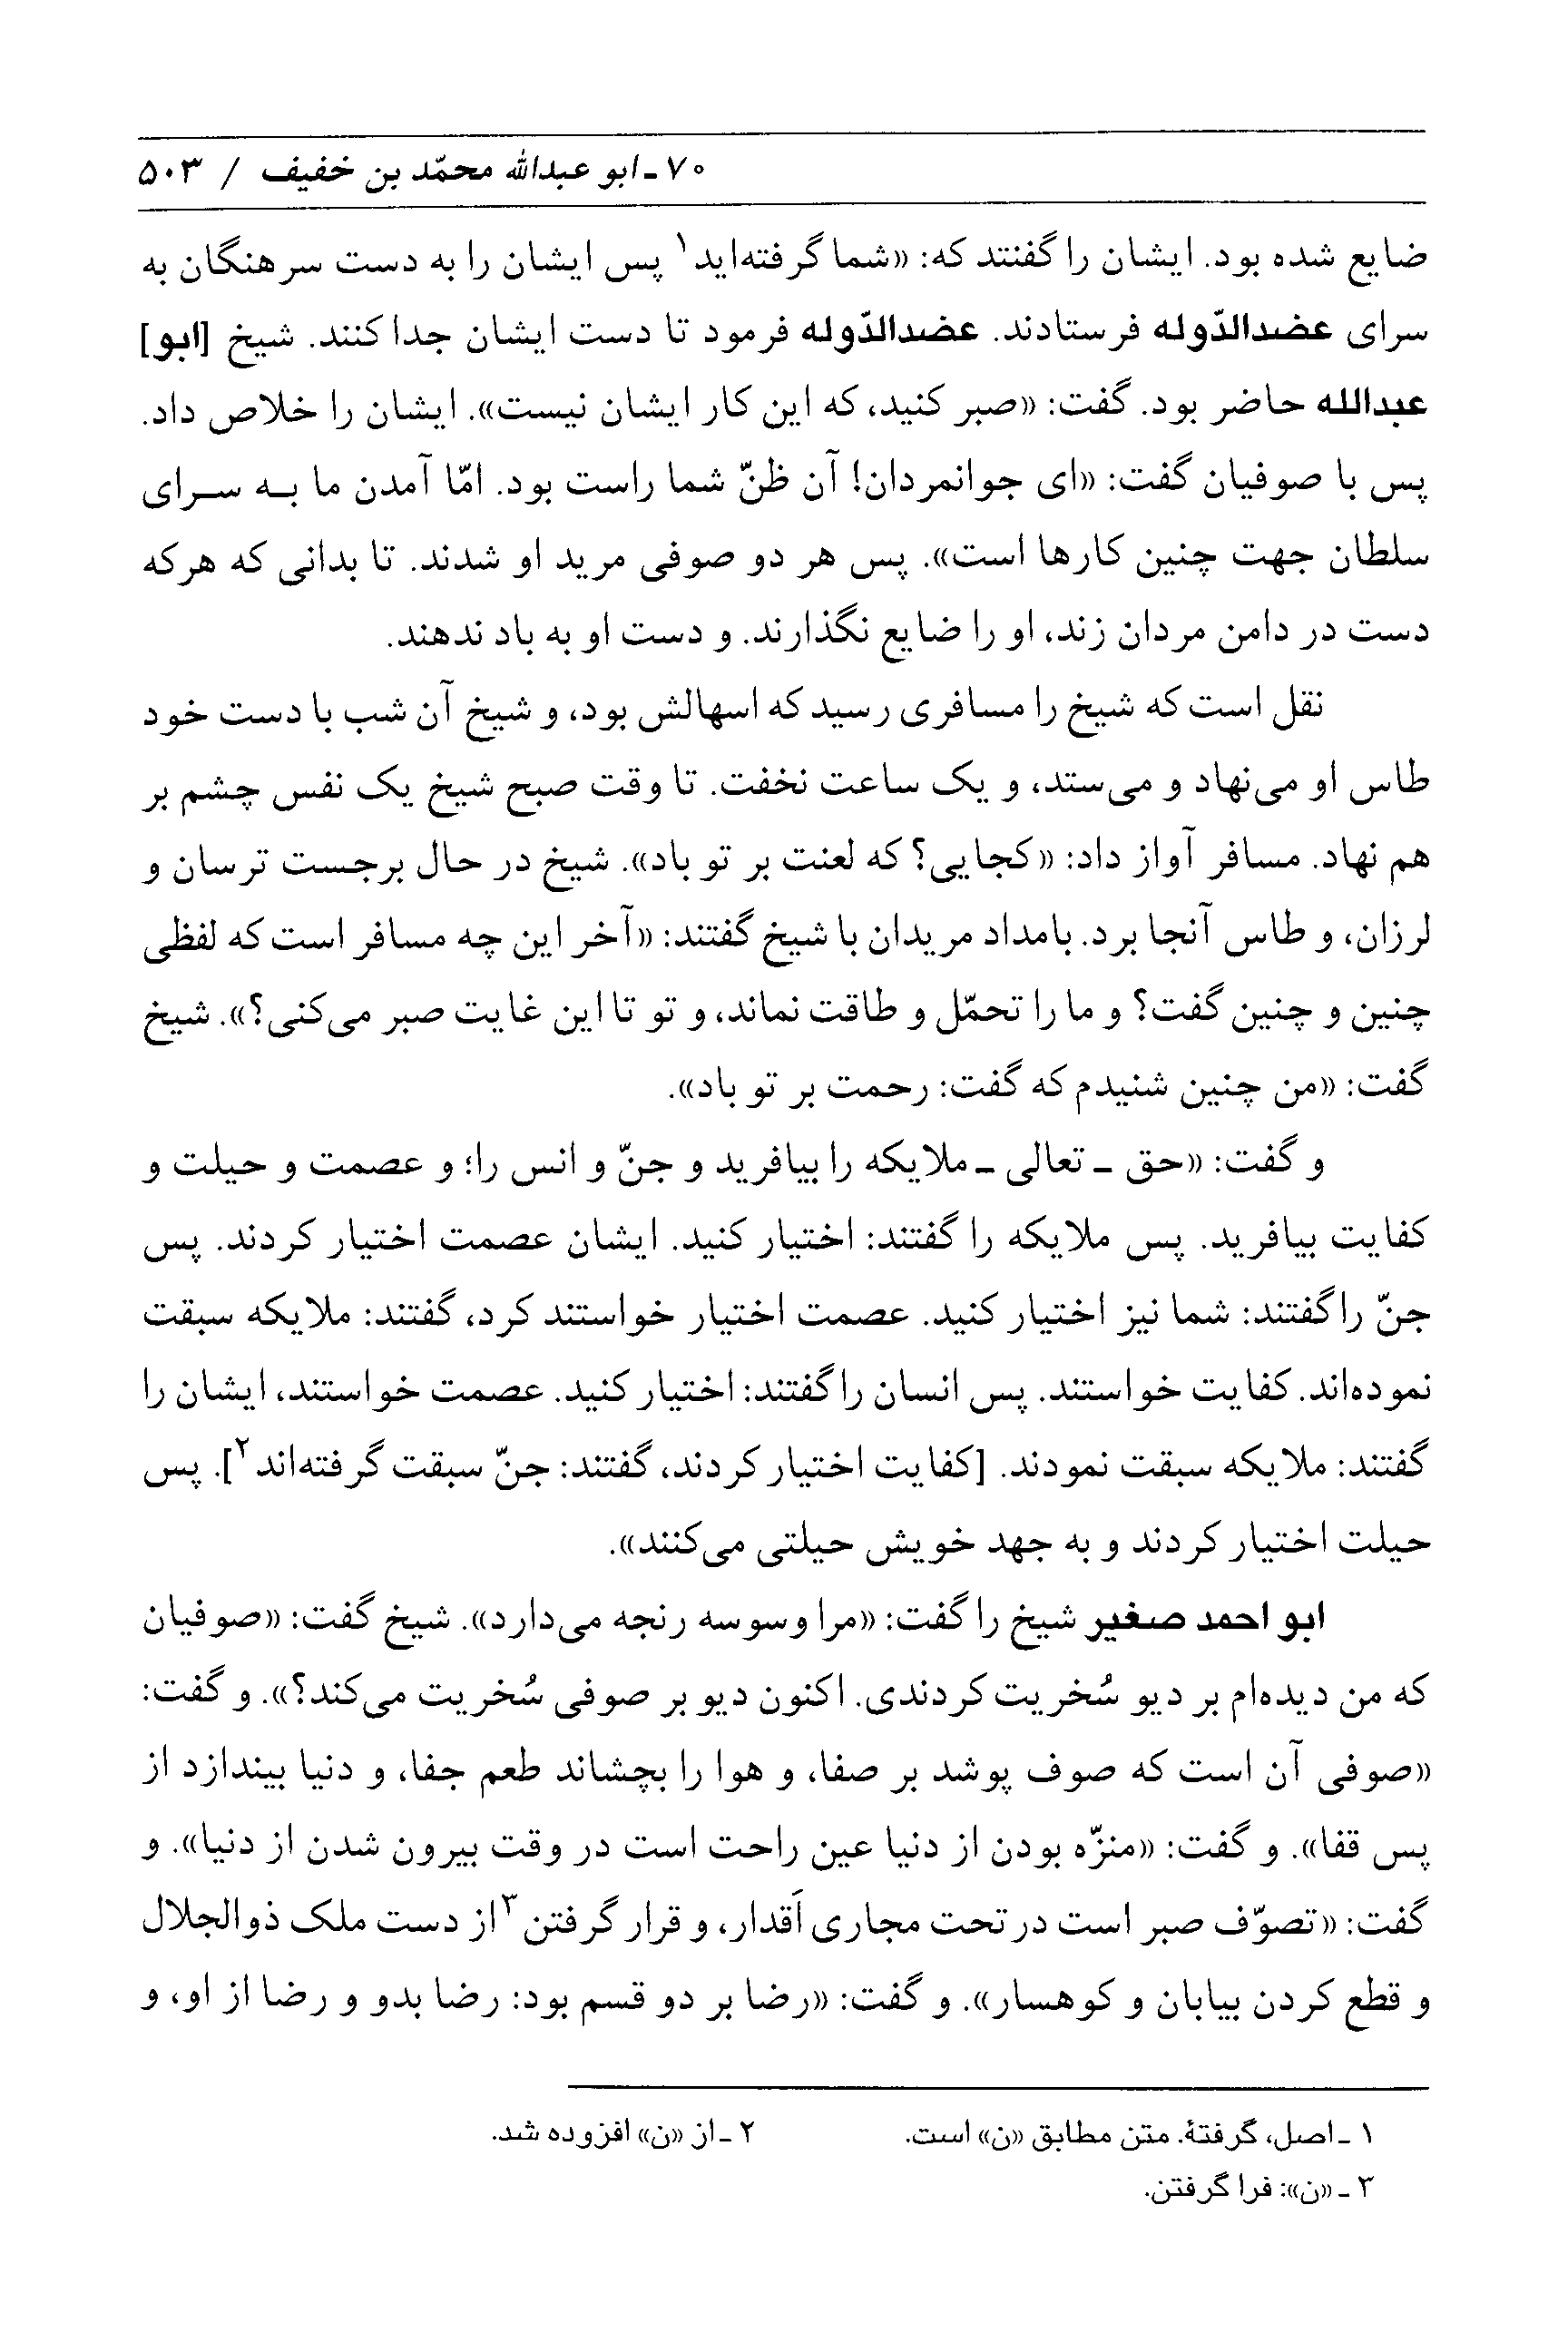 ۷۰ ـ ابو عبدالله محمّد بن خفیف / ۵۰۳
ضایع شده بود. ایشان را گفنتد که: «شما گرفته‌اید۱ پس ایشان را به دست سرهنگان به
سرای عضدالدّوله فرستادند. عضدالدّوله فرمود تا دست ایشان جدا کنند. شیخ [ابو]
عبدالله حاضر بود. گفت: «صبر کنید، که این کار ایشان نیست». ایشان را خلاص داد.
پس با صوفیان گفت: «ای جوانمردان! آن ظنّ شما راست بود. امّا آمدن ما بـه سـرای
سلطان جهت چنین کارها است». پس هر دو صوفی مرید او شدند. تا بدانی که هرکه
دست در دامن مردان زند، او را ضایع نگذارند. و دست او به باد ندهند.
نقل است که شیخ را مسافری رسید که اسهالش بود، و شیخ آن شب با دست خود
طاس او می‌نهاد و می‌ستد، و یک ساعت نخفت. تا وقت صبح شیخ یک نفس چشم بر
هم نهاد. مسافر آواز داد: «کجایی؟ که لعنت بر تو باد». شیخ در حال برجست ترسان و
لرزان، و طاس آنجا برد. بامداد مریدان با شیخ گفتند: «آخر این چه مسافر است که لفظی
چنین و چنین گفت؟ و ما را تحمّل و طاقت نماند، و تو تا این غایت صبر می‌کنی؟». شیخ
گفت: «من چنین شنیدم که گفت: رحمت بر تو باد».
و گفت: «حق ـ تعالی ـ ملایکه را بیافرید و جنّ و انس را؛ و عصمت و حیلت و
کفایت بیافرید. پس ملایکه را گفتند: اختیار کنید. ایشان عصمت اختیار کردند. پس
جنّ را گفتند: شما نیز اختیار کنید. عصمت اختیار خواستند کرد، گفتند: ملایکه سبقت
نموده‌اند. کفایت خواستند. پس انسان را گفتند: اختیار کنید. عصمت خواستند، ایشان را
گفتند: ملایکه سبقت نمودند. [کفایت اختیار کردند، گفتند: جنّ سبقت گرفته‌اند۲]. پس
حیلت اختیار کردند و به جهد خویش حیلتی می‌کنند».
ابو احمد صغیر شیخ را گفت: «مرا وسوسه رنجه می‌دارد». شیخ گفت: «صوفیان
که من دیده‌ام بر دیو سُخریت کردندی. اکنون دیو بر صوفی سُخریت می‌کند؟». و گفت:
«صوفی آن است که صوف پوشد بر صفا، و هوا را بچشاند طعم جفا، و دنیا بیندازد از
پس قفا». و گفت: «منزّه بودن از دنیا عین راحت است در وقت بیرون شدن از دنیا». و
گفت: «تصوّف صبر است در تحت مجاری اَقدار، و قرار گرفتن۳ از دست ملک ذوالجلال
و قطع کردن بیابان و کوهسار». و گفت: «رضا بر دو قسم بود: رضا بدو و رضا از او، و
۱ ـ اصل، گرفتهٔ. متن مطابق «ن» است. ۲ ـ از «ن» افزوده شد.
۳ ـ «ن»: فرا گرفتن.